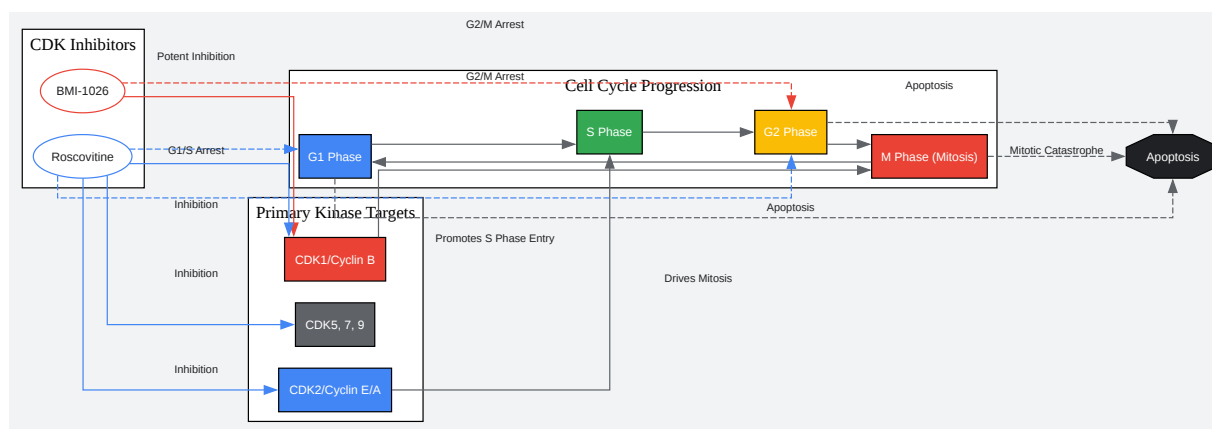 G2/M Arrest
CDK Inhibitors
Potent Inhibition
BMI-1026
G2/M Arrest
Cell Cycle Progression
Apoptosis
S Phase
G2 Phase
Roscovitine
G1/S Arrest
G1 Phase
M Phase (Mitosis)
Mitotic Catastrophe
Apoptosis
Inhibition
Primary Kinase Targets
Apoptosis
Promotes S Phase Entry
CDK1/Cyclin B
Inhibition
Drives Mitosis
CDK5, 7, 9
Inhibition
CDK2/Cyclin E/A